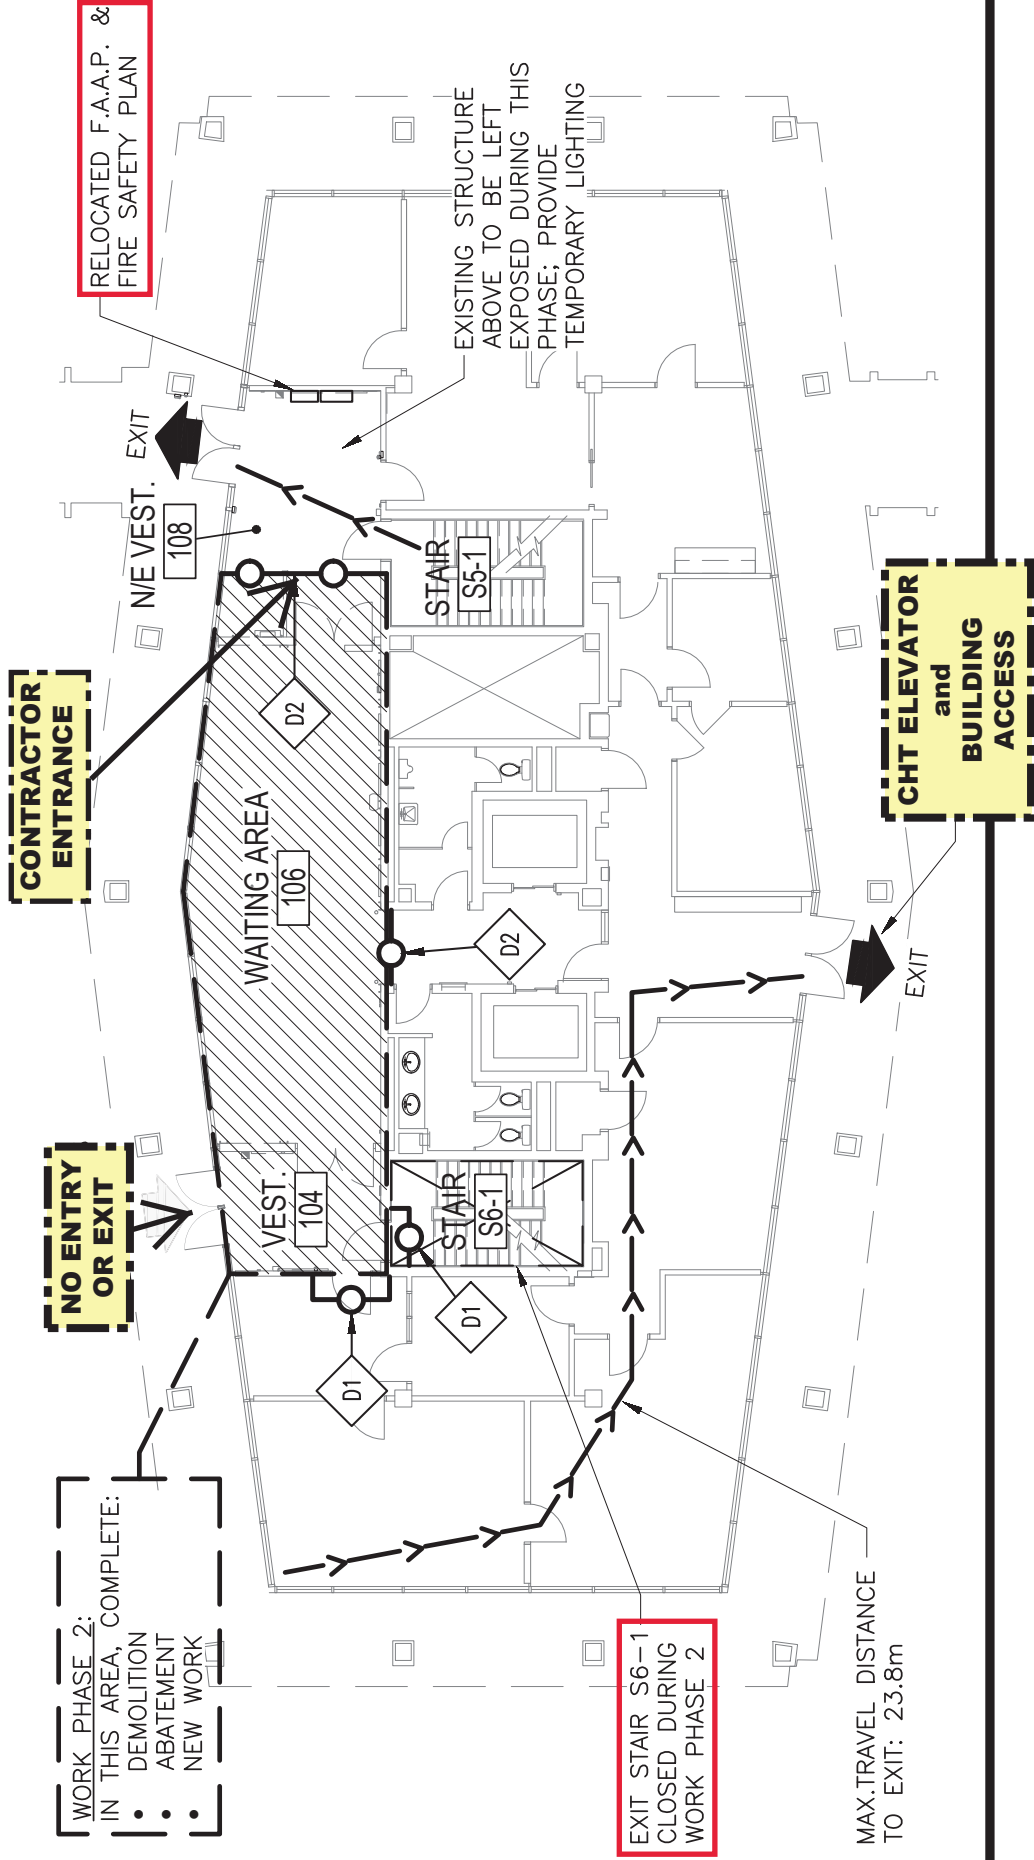 WORK PHASE 2:
IN THIS AREA, COMPLETE:
• DEMOLITION
• ABATEMENT
• NEW WORK
NO ENTRY
OR EXIT
CONTRACTOR
ENTRANCE
RELOCATED F.A.A.P. &
FIRE SAFETY PLAN
EXIT
N/E VEST.
108
VEST.
104
WAITING AREA
106
D2
D1
D1
D2
STAIR
S6-1
STAIR
S5-1
EXISTING STRUCTURE
ABOVE TO BE LEFT
EXPOSED DURING THIS
PHASE; PROVIDE
TEMPORARY LIGHTING
EXIT STAIR S6-1
CLOSED DURING
WORK PHASE 2
MAX.TRAVEL DISTANCE
TO EXIT: 23.8m
EXIT
CHT ELEVATOR
and
BUILDING
ACCESS